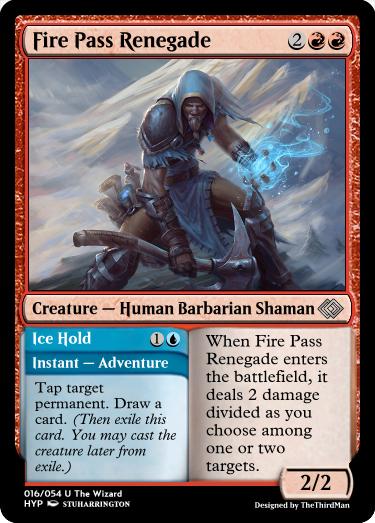 Fire Pass Renegade 2
Creature — Human Barbarian Shaman
Ice Hold 1
Instant — Adventure
Tap target
permanent. Draw a
card. (Then exile this
card. You may cast the
creature later from
exile.)
When Fire Pass
Renegade enters
the battlefield, it
deals 2 damage
divided as you
choose among
one or two
targets.
2/2
016/054 U The Wizard
HYP STUHARRINGTON
Designed by TheThirdMan